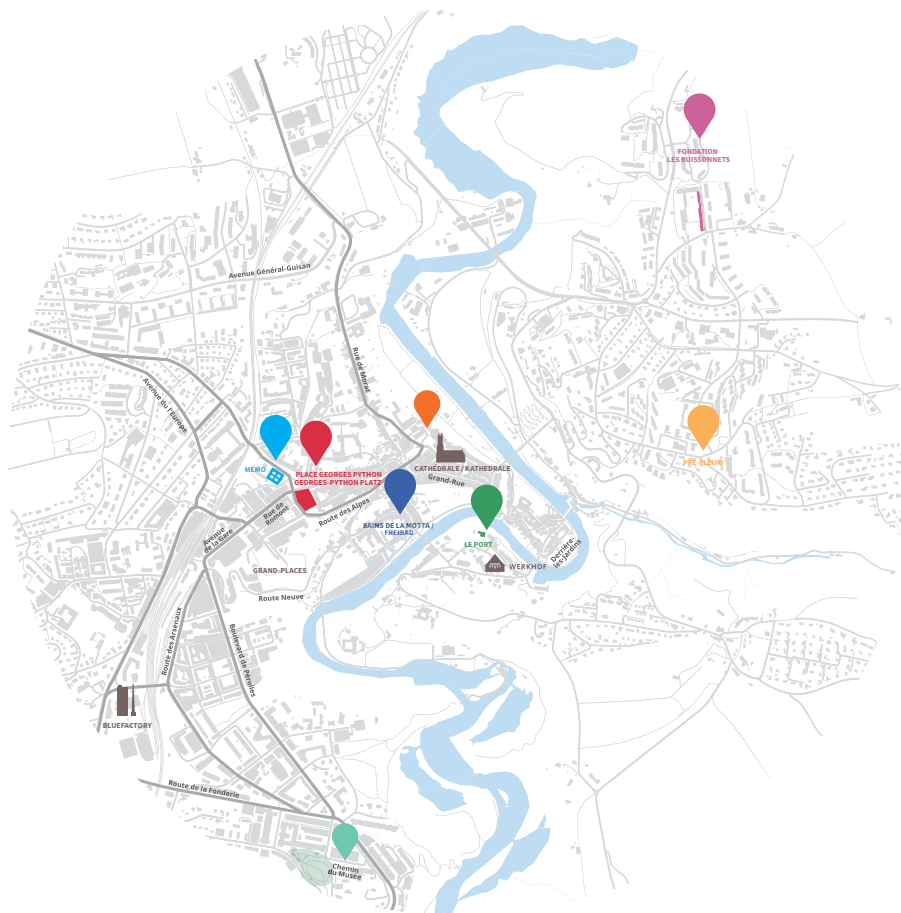 FONDATION
LES BUISSONNETS
Avenue Général-Guisan
Rue de Morat
Avenue du l'Europe
MEMO
PLACE GEORGES PYTHON
GEORGES-PYTHON PLATZ
CATHÉDRALE / KATHEDRALE
Grand-Rue
PRÉ-FLEURI
Rue de
Romont
Route des Alpes
BAINS DE LA MOTTA /
FREIBAD
LE PORT
Avenue
de la Gare
Derrière-
les-Jardins
WERKHOF
GRAND-PLACES
Route Neuve
Route des Arsenaux
Boulevard de Pérolles
BLUEFACTORY
Route de la Fonderie
Chemin
du Musée